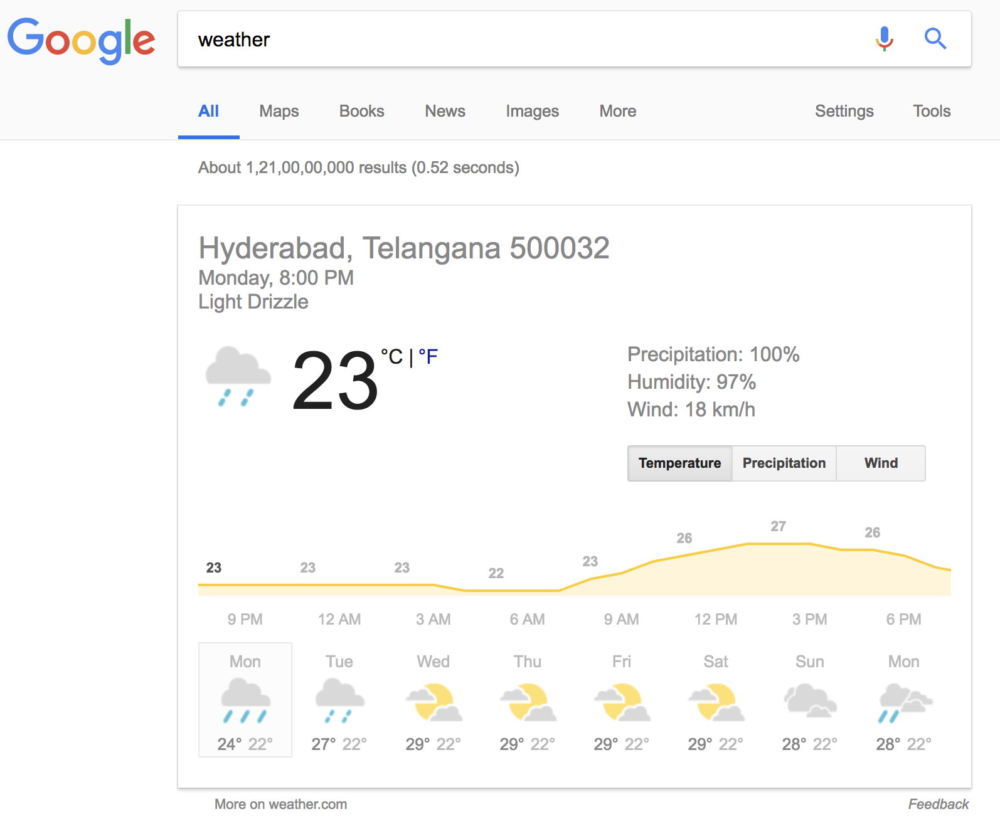 Google
weather
All Maps Books News Images More Settings Tools
About 1,21,00,00,000 results (0.52 seconds)
Hyderabad, Telangana 500032
Monday, 8:00 PM
Light Drizzle
23 °C | °F
Precipitation: 100%
Humidity: 97%
Wind: 18 km/h
Temperature Precipitation Wind
23 23 23 22 23 26 27 26
9 PM 12 AM 3 AM 6 AM 9 AM 12 PM 3 PM 6 PM
Mon Tue Wed Thu Fri Sat Sun Mon
24° 22° 27° 22° 29° 22° 29° 22° 29° 22° 29° 22° 28° 22° 28° 22°
More on weather.com Feedback